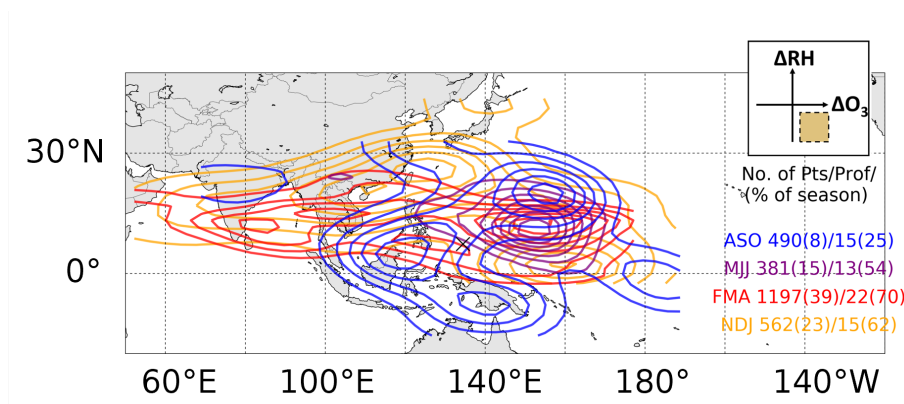 ΔRH
ΔO₃
30°N
0°
No. of Pts/Prof/
(% of season)
ASO 490(8)/15(25)
MJJ 381(15)/13(54)
FMA 1197(39)/22(70)
NDJ 562(23)/15(62)
60°E 100°E 140°E 180° 140°W